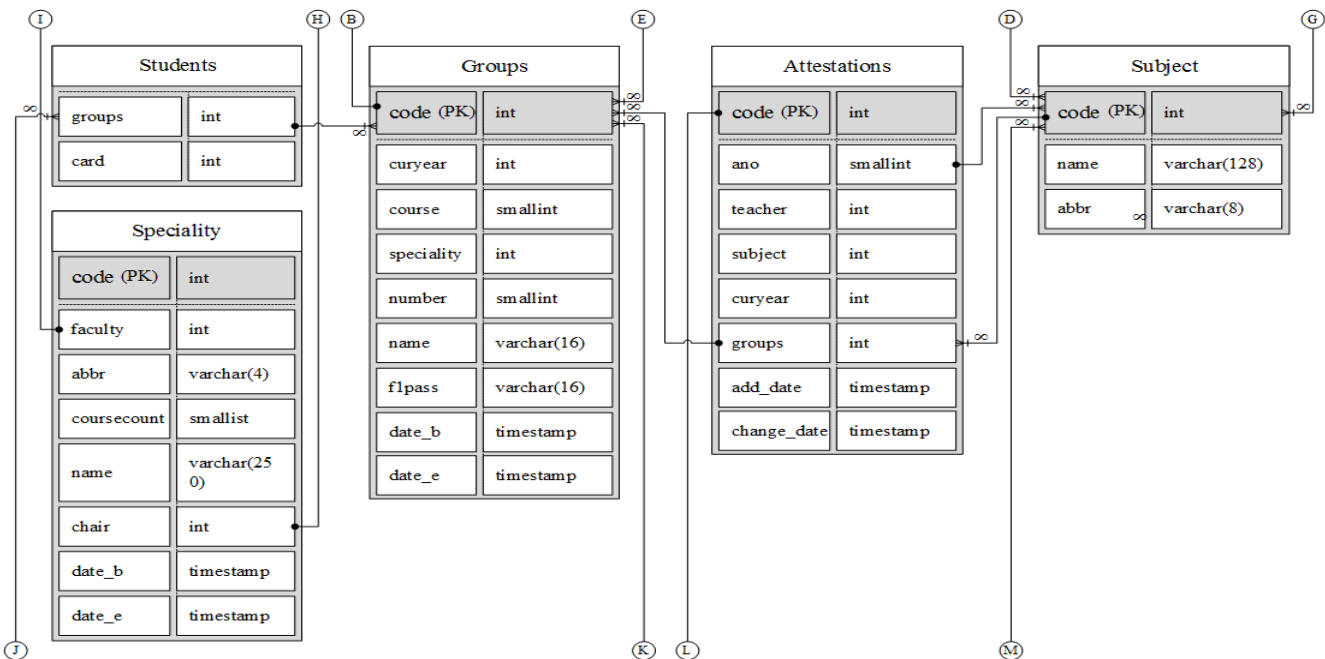 I
H
B
E
D
G
Students
groups int
card int
∞
∞
Speciality
code (PK) int
faculty int
abbr varchar(4)
coursecount smallist
name varchar(25
0)
chair int
date_b timestamp
date_e timestamp
Groups
code (PK) int
curyear int
course smallint
speciality int
number smallint
name varchar(16)
f1pass varchar(16)
date_b timestamp
date_e timestamp
∞
∞
∞
Attestations
code (PK) int
ano smallint
teacher int
subject int
curyear int
groups int
add_date timestamp
change_date timestamp
∞
Subject
code (PK) int
name varchar(128)
abbr varchar(8)
∞
∞
∞
∞
∞
J
K
L
M